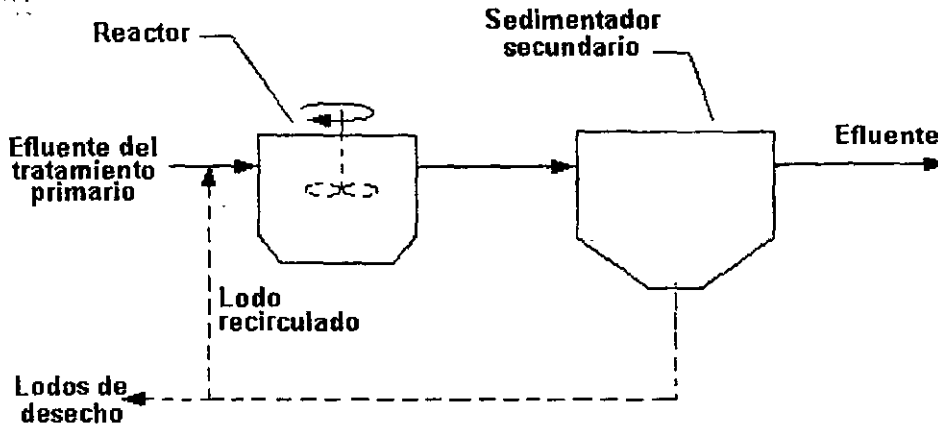 Reactor
Sedimentador
secundario
Efluente del
tratamiento
primario
Efluente
Lodo
recirculado
Lodos de
desecho